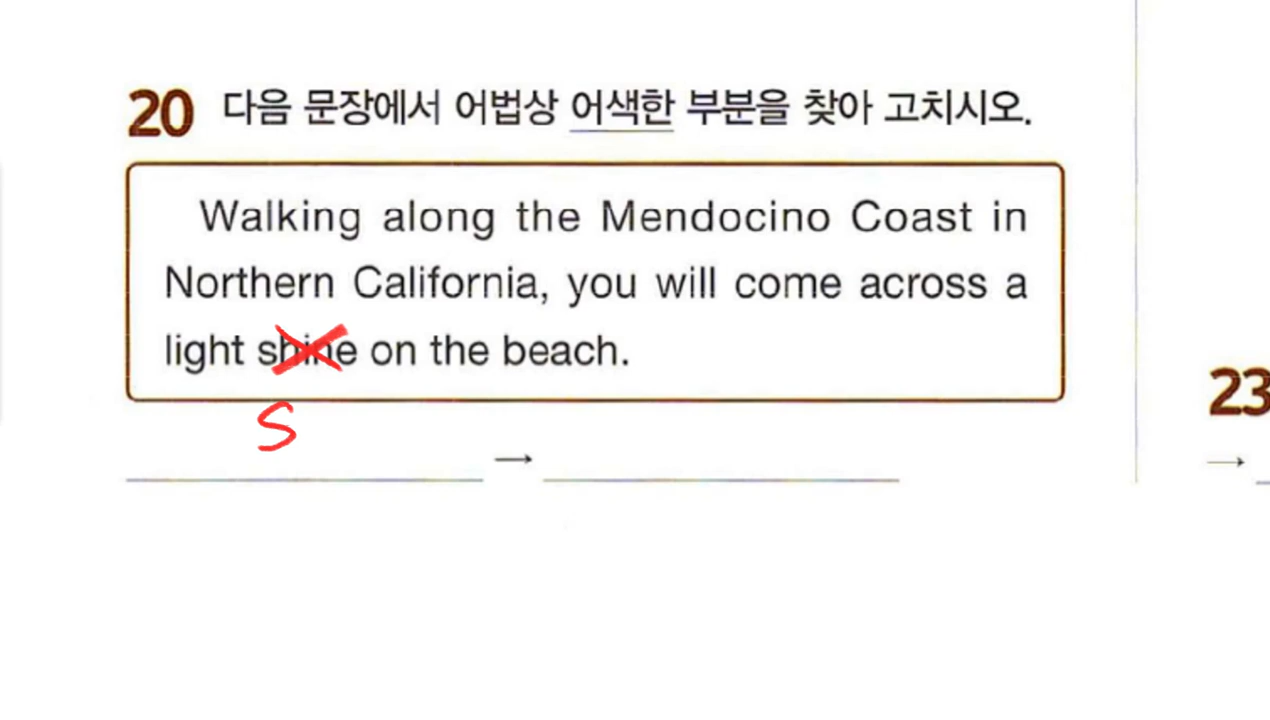 20 다음 문장에서 어법상 어색한 부분을 찾아 고치시오.
Walking along the Mendocino Coast in
Northern California, you will come across a
light shine on the beach.
S
→
23
→